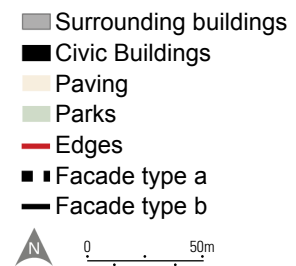 Surrounding buildings
Civic Buildings
Paving
Parks
Edges
Facade type a
Facade type b
N
0 50m